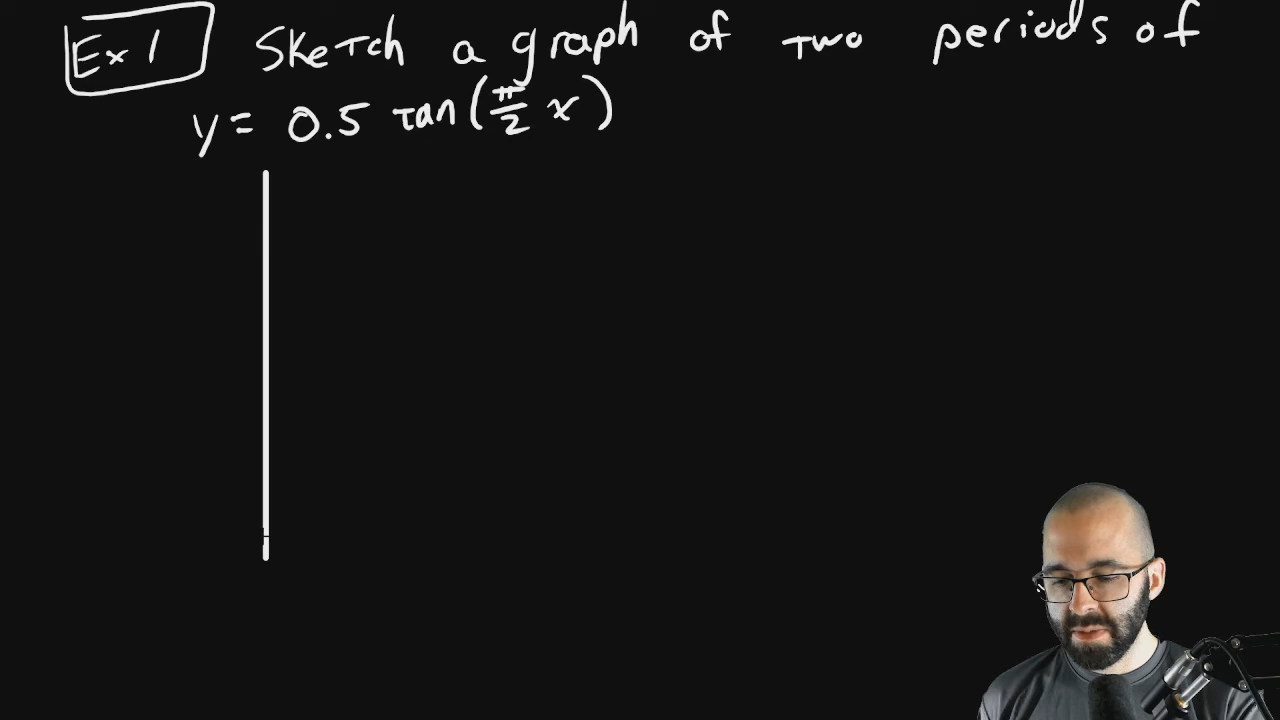 Ex 1 Sketch a graph of two periods of
y = 0.5 tan(π/2 x)